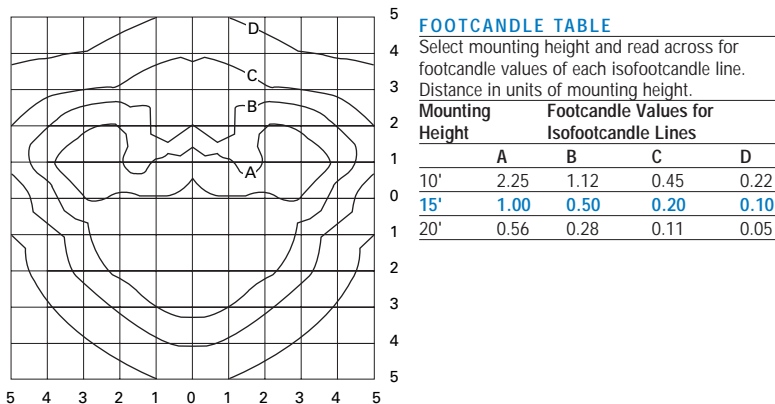 D
C
B
A
5
4
3
2
1
0
1
2
3
4
5
5 4 3 2 1 0 1 2 3 4 5
FOOTCANDLE TABLE
Select mounting height and read across for
footcandle values of each isofootcandle line.
Distance in units of mounting height.
Mounting Footcandle Values for
Height Isofootcandle Lines
A B C D
10' 2.25 1.12 0.45 0.22
15' 1.00 0.50 0.20 0.10
20' 0.56 0.28 0.11 0.05